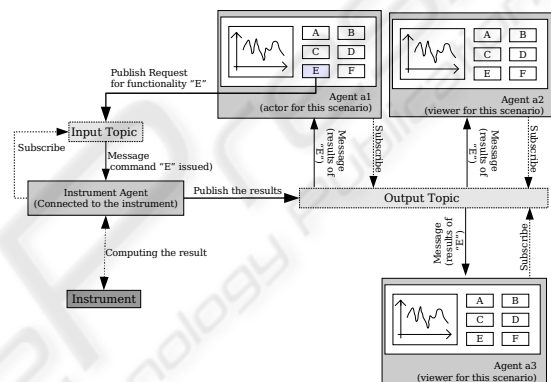 A B
C D
E F
Agent a1
(actor for this scenario)
A B
C D
E F
Agent a2
(viewer for this scenario)
Publish Request
for functionality "E"
Input Topic
Subscribe
Message
command "E" issued)
Instrument Agent
(Connected to the instrument)
Publish the results
Message
(results of
"E")
Subscribe
Message
(results of
"E")
Subscribe
Output Topic
Computing the result
Instrument
Message
(results of
"E")
Subscribe
A B
C D
E F
Agent a3
(viewer for this scenario)